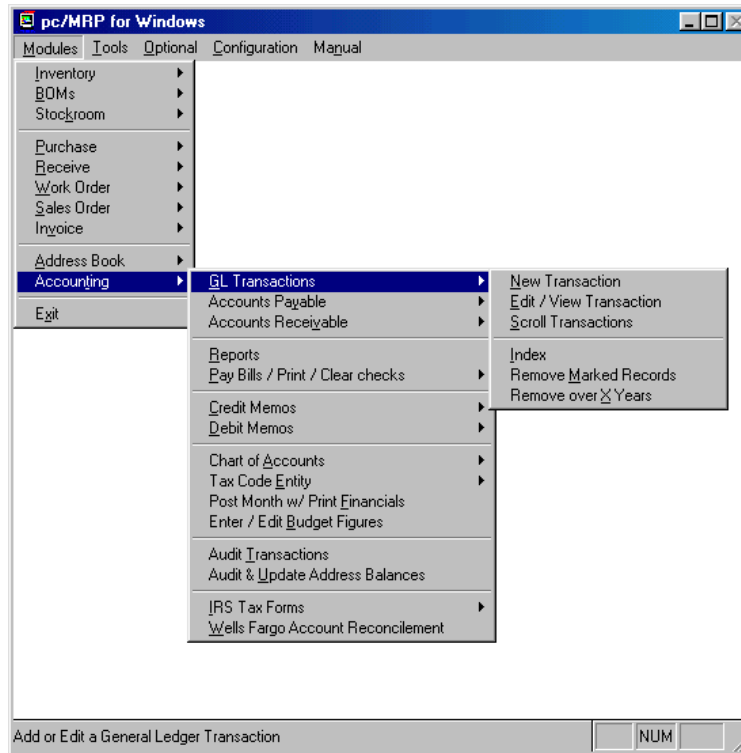 pc/MRP for Windows
Modules Tools Optional Configuration Manual
Inventory
BOMs
Stockroom
Purchase
Receive
Work Order
Sales Order
Invoice
Address Book
Accounting
Exit
GL Transactions
Accounts Payable
Accounts Receivable
Reports
Pay Bills / Print / Clear checks
Credit Memos
Debit Memos
Chart of Accounts
Tax Code Entity
Post Month w/ Print Financials
Enter / Edit Budget Figures
Audit Transactions
Audit & Update Address Balances
IRS Tax Forms
Wells Fargo Account Reconcilement
New Transaction
Edit / View Transaction
Scroll Transactions
Index
Remove Marked Records
Remove over X Years
Add or Edit a General Ledger Transaction
NUM